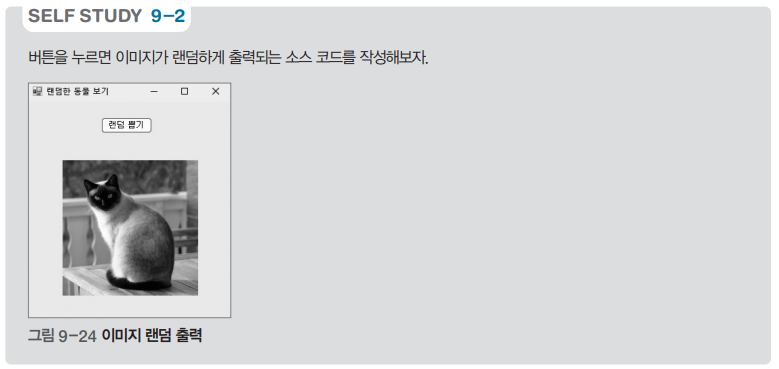 SELF STUDY 9-2
버튼을 누르면 이미지가 랜덤하게 출력되는 소스 코드를 작성해보자.
랜덤한 동물 보기
랜덤 뽑기
그림 9-24 이미지 랜덤 출력